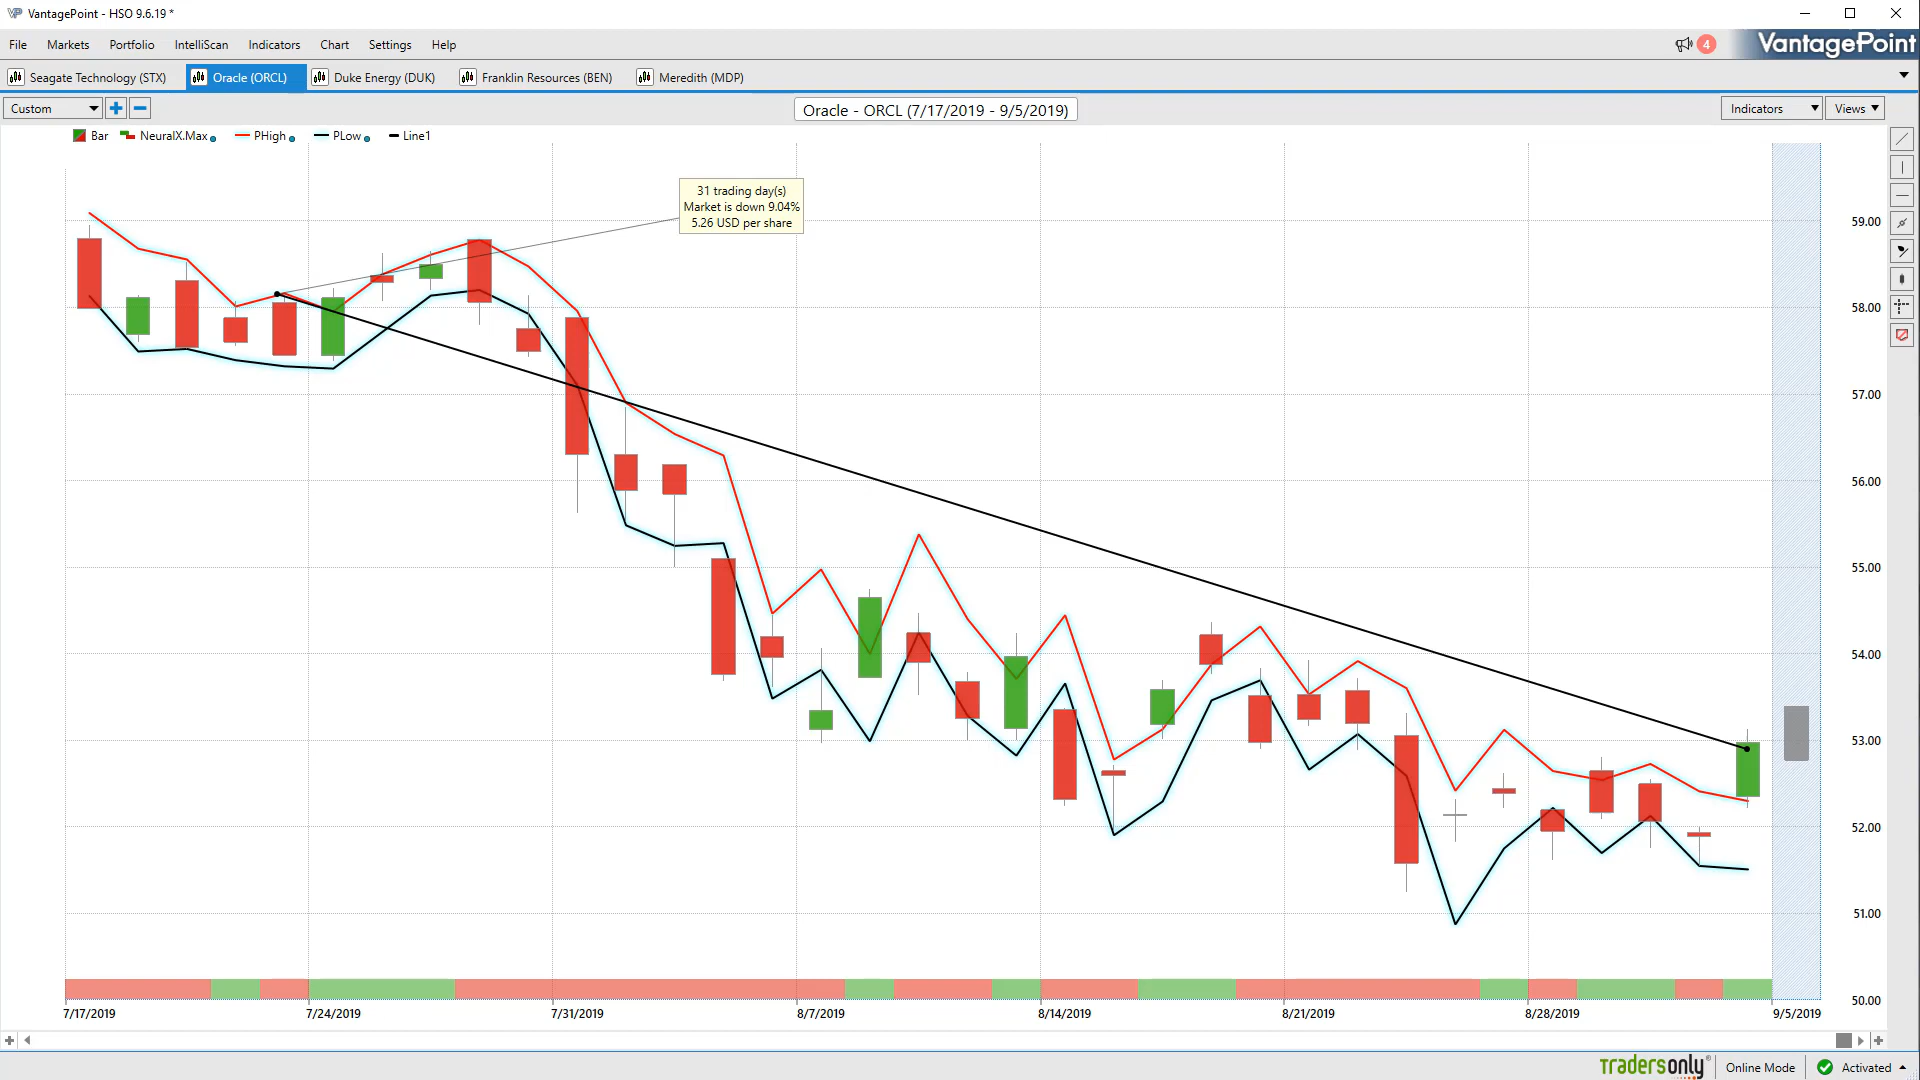 VantagePoint - HSO 9.6.19 *
File Markets Portfolio IntelliScan Indicators Chart Settings Help
4
VantagePoint
Seagate Technology (STX) Oracle (ORCL) Duke Energy (DUK) Franklin Resources (BEN) Meredith (MDP)
Custom
Oracle - ORCL (7/17/2019 - 9/5/2019)
Indicators Views
Bar NeuralX.Max PHigh PLow Line1
31 trading day(s)
Market is down 9.04%
5.26 USD per share
59.00
58.00
57.00
56.00
55.00
54.00
53.00
52.00
51.00
50.00
7/17/2019 7/24/2019 7/31/2019 8/7/2019 8/14/2019 8/21/2019 8/28/2019 9/5/2019
tradersonly Online Mode Activated